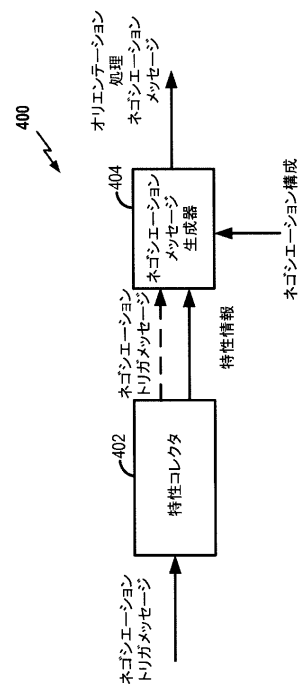 400
ネゴシエーション
トリガメッセージ
402
特性コレクタ
ネゴシエーション
トリガメッセージ
特性情報
404
ネゴシエーション
メッセージ
生成器
ネゴシエーション構成
オリエンテーション
処理
ネゴシエーション
メッセージ